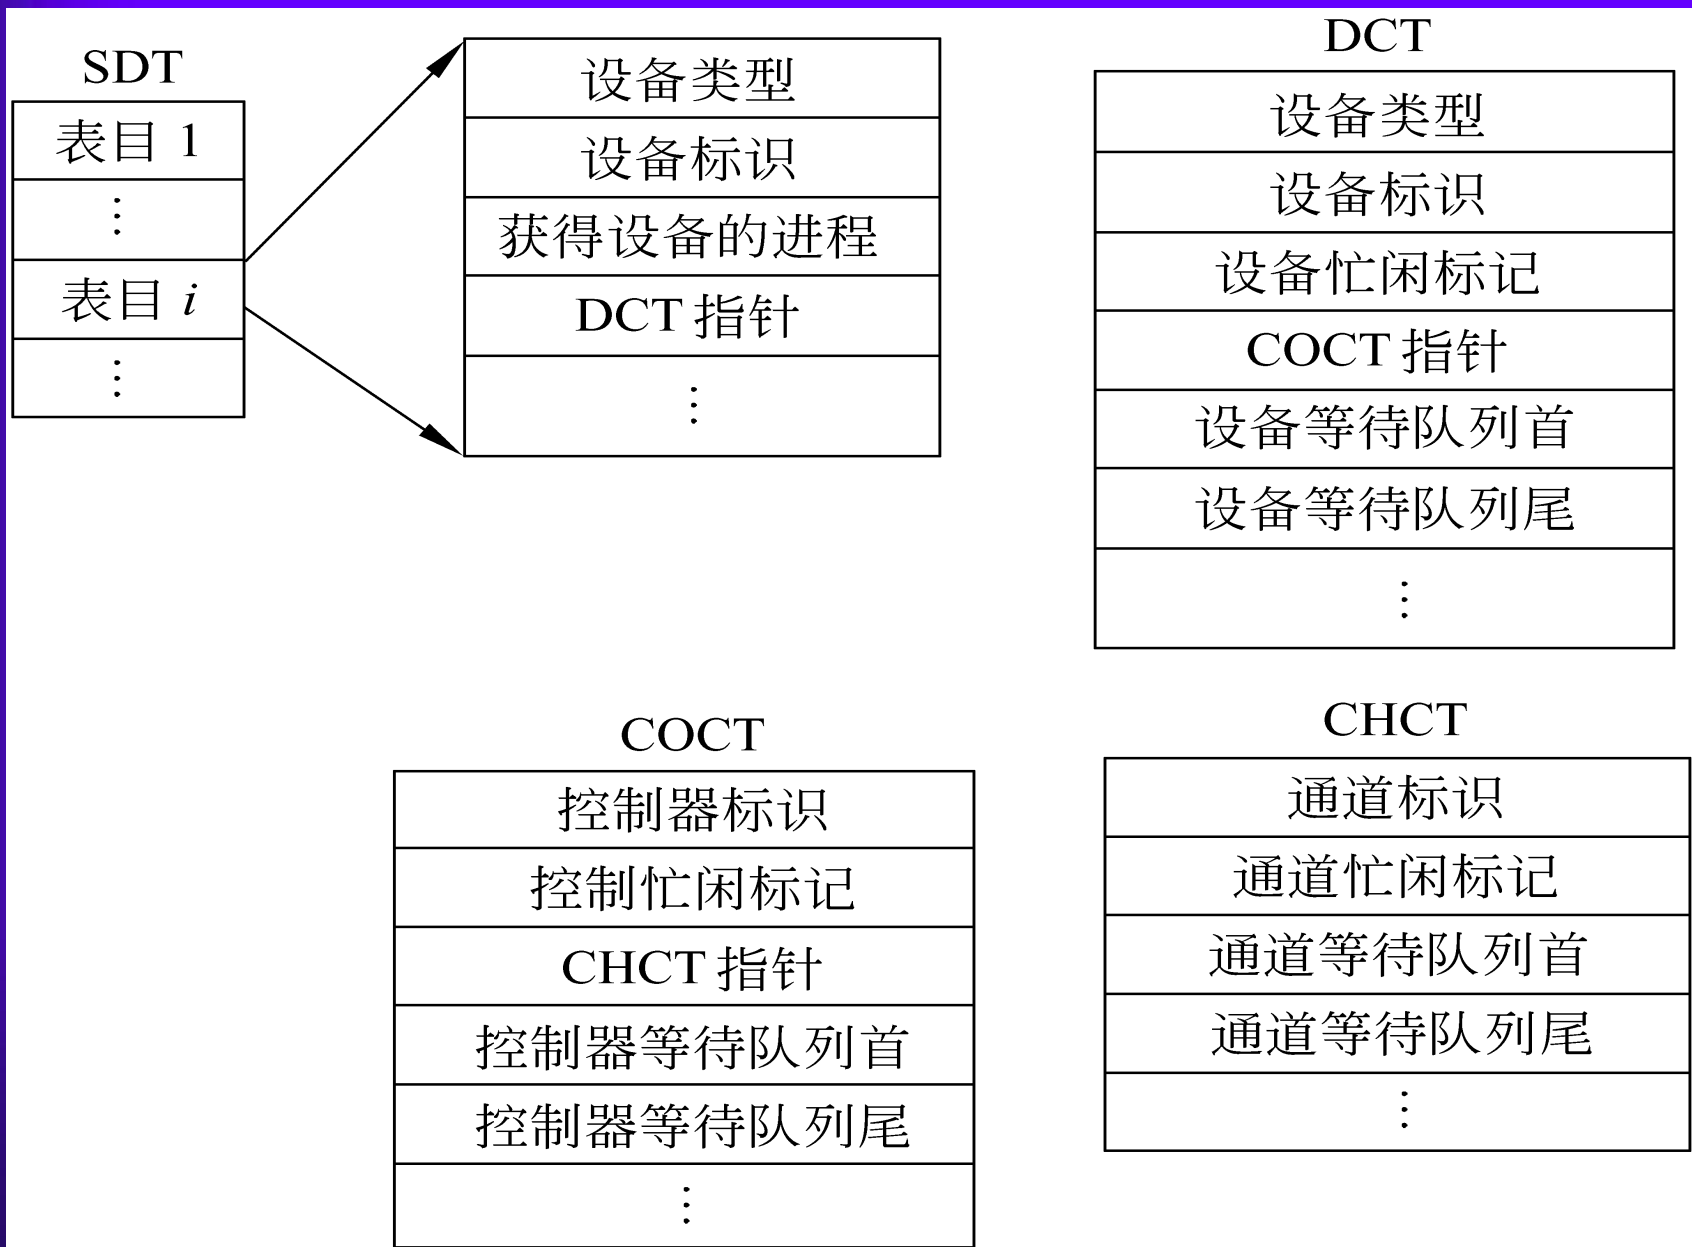 SDT
表目 1
⋮
表目 i
⋮
设备类型
设备标识
获得设备的进程
DCT 指针
⋮
DCT
设备类型
设备标识
设备忙闲标记
COCT 指针
设备等待队列首
设备等待队列尾
⋮
COCT
控制器标识
控制忙闲标记
CHCT 指针
控制器等待队列首
控制器等待队列尾
⋮
CHCT
通道标识
通道忙闲标记
通道等待队列首
通道等待队列尾
⋮